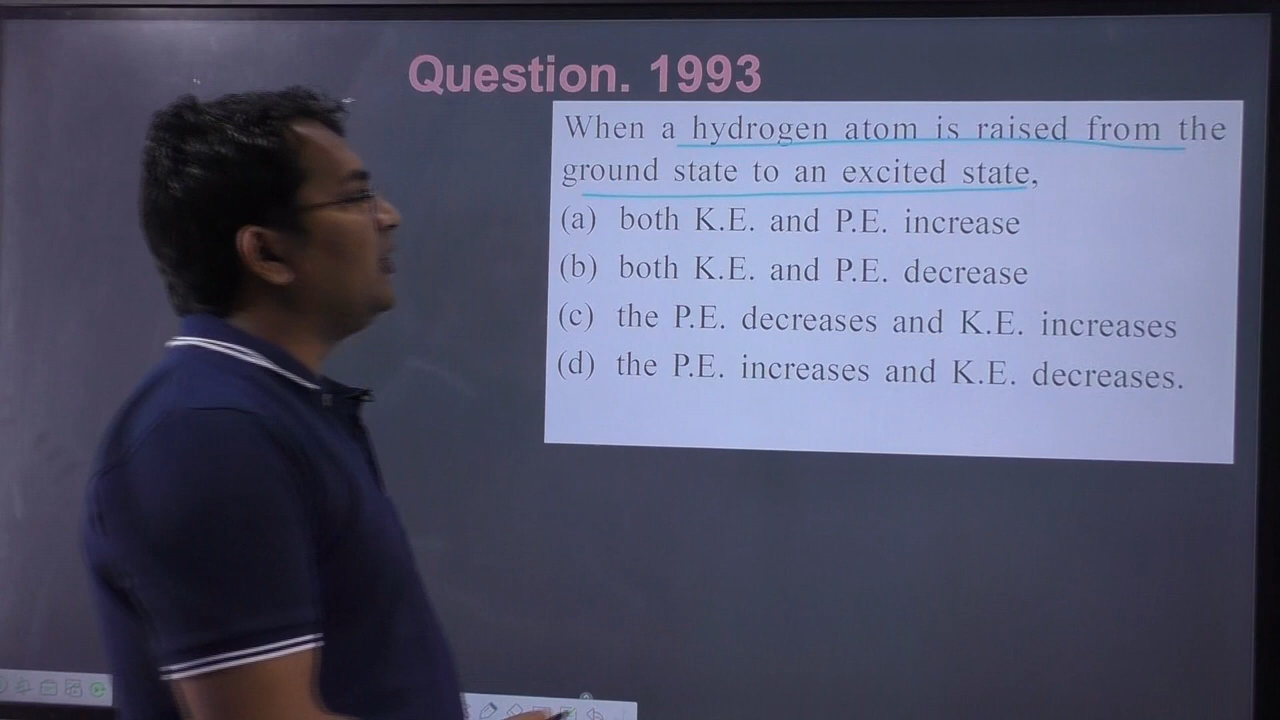 Question. 1993
When a hydrogen atom is raised from the
ground state to an excited state,
(a) both K.E. and P.E. increase
(b) both K.E. and P.E. decrease
(c) the P.E. decreases and K.E. increases
(d) the P.E. increases and K.E. decreases.